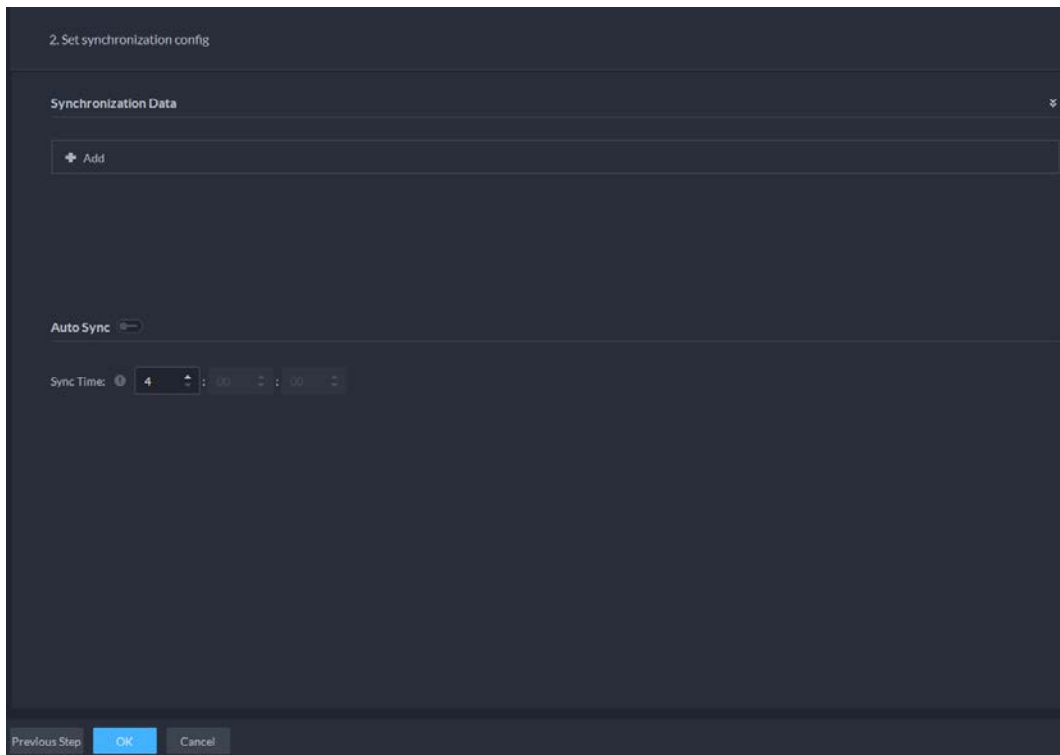 2. Set synchronization config
Synchronization Data
Add
Auto Sync
Sync Time: 4 : 00 : 00
Previous Step OK Cancel